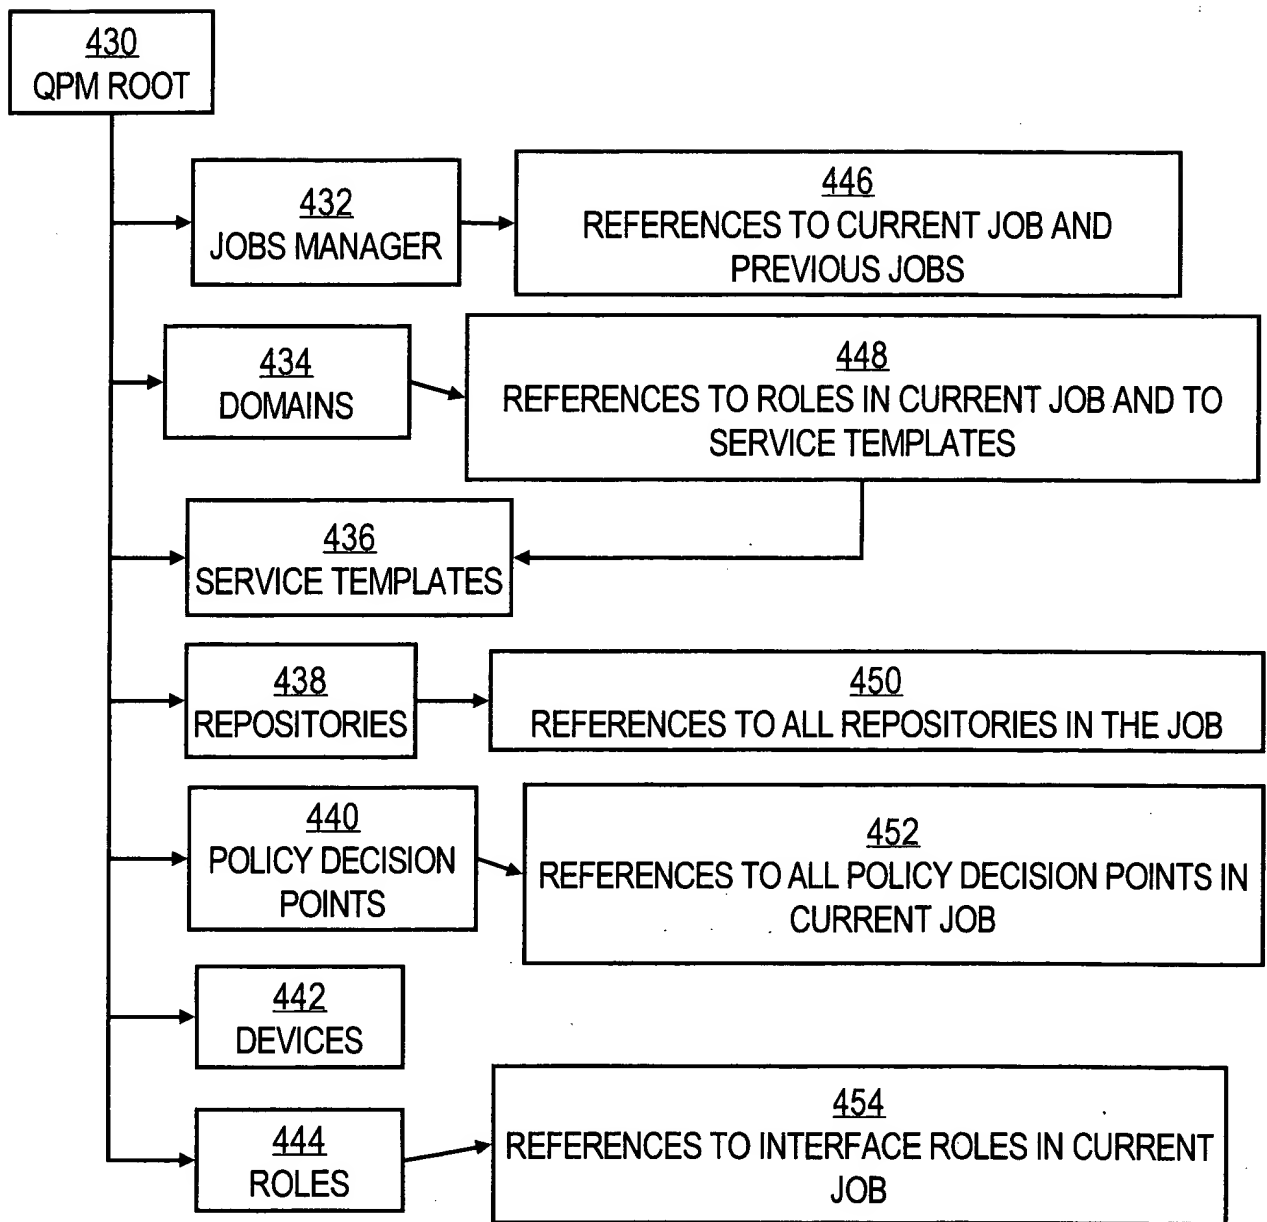 430
QPM ROOT
432
JOBS MANAGER
446
REFERENCES TO CURRENT JOB AND
PREVIOUS JOBS
434
DOMAINS
448
REFERENCES TO ROLES IN CURRENT JOB AND TO
SERVICE TEMPLATES
436
SERVICE TEMPLATES
438
REPOSITORIES
450
REFERENCES TO ALL REPOSITORIES IN THE JOB
440
POLICY DECISION
POINTS
452
REFERENCES TO ALL POLICY DECISION POINTS IN
CURRENT JOB
442
DEVICES
444
ROLES
454
REFERENCES TO INTERFACE ROLES IN CURRENT
JOB